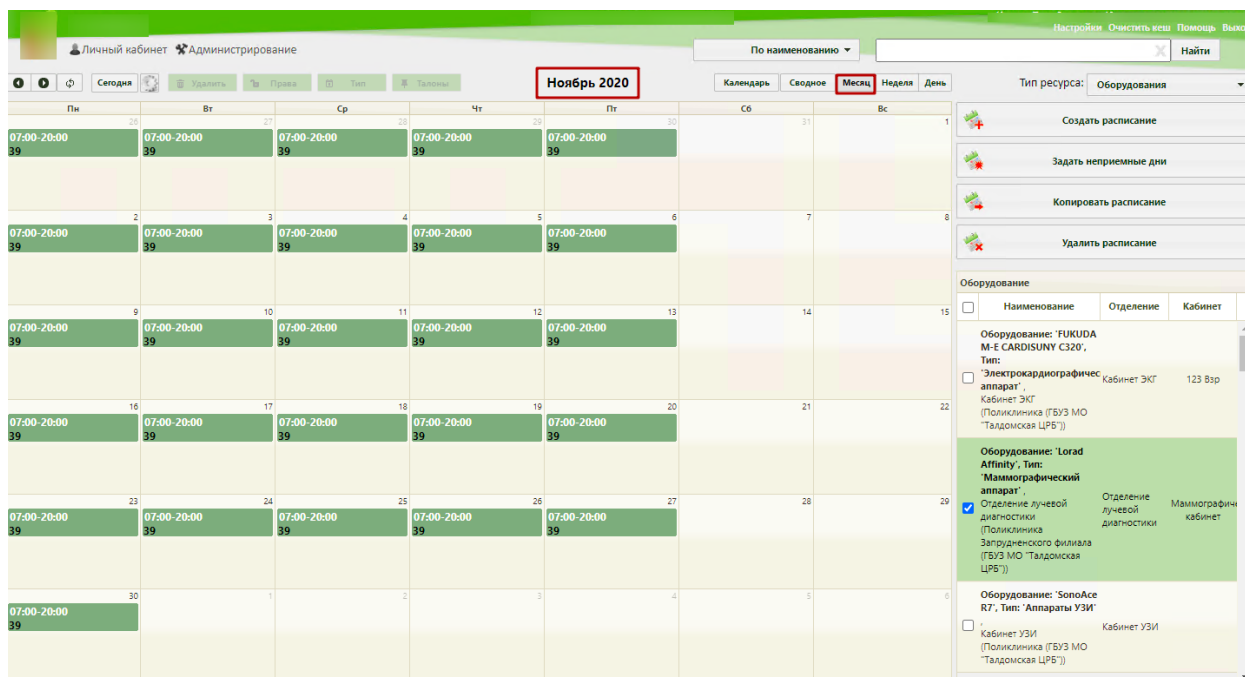 Настройки Очистить кеш Помощь Выхо
Личный кабинет Администрирование По наименованию Найти
Сегодня Удалить Права Тип Талоны Ноябрь 2020 Календарь Сводное Месяц Неделя День Тип ресурса: Оборудования
Пн Вт Ср Чт Пт Сб Вс
26 27 28 29 30 31 1
07:00-20:00 07:00-20:00 07:00-20:00 07:00-20:00 07:00-20:00
39 39 39 39 39
2 3 4 5 6 7 8
07:00-20:00 07:00-20:00 07:00-20:00 07:00-20:00 07:00-20:00
39 39 39 39 39
9 10 11 12 13 14 15
07:00-20:00 07:00-20:00 07:00-20:00 07:00-20:00 07:00-20:00
39 39 39 39 39
16 17 18 19 20 21 22
07:00-20:00 07:00-20:00 07:00-20:00 07:00-20:00 07:00-20:00
39 39 39 39 39
23 24 25 26 27 28 29
07:00-20:00 07:00-20:00 07:00-20:00 07:00-20:00 07:00-20:00
39 39 39 39 39
30 1 2 3 4 5 6
07:00-20:00
39
Создать расписание
Задать неприемные дни
Копировать расписание
Удалить расписание
Оборудование
Наименование Отделение Кабинет
Оборудование: 'FUKUDA
M-E CARDISUNY C320',
Тип:
'Электрокардиографичес
аппарат' ,
Кабинет ЭКГ
(Поликлиника (ГБУЗ МО
"Талдомская ЦРБ"))
Кабинет ЭКГ
123 Взр
Оборудование: 'Lorad
Affinity', Тип:
'Маммографический
аппарат' ,
Отделение лучевой
диагностики
(Поликлиника
Запрудненского филиала
(ГБУЗ МО "Талдомская
ЦРБ"))
Отделение
лучевой
диагностики
Маммографиче
кабинет
Оборудование: 'SonoAce
R7', Тип: 'Аппараты УЗИ'
,
Кабинет УЗИ
(Поликлиника (ГБУЗ МО
"Талдомская ЦРБ"))
Кабинет УЗИ